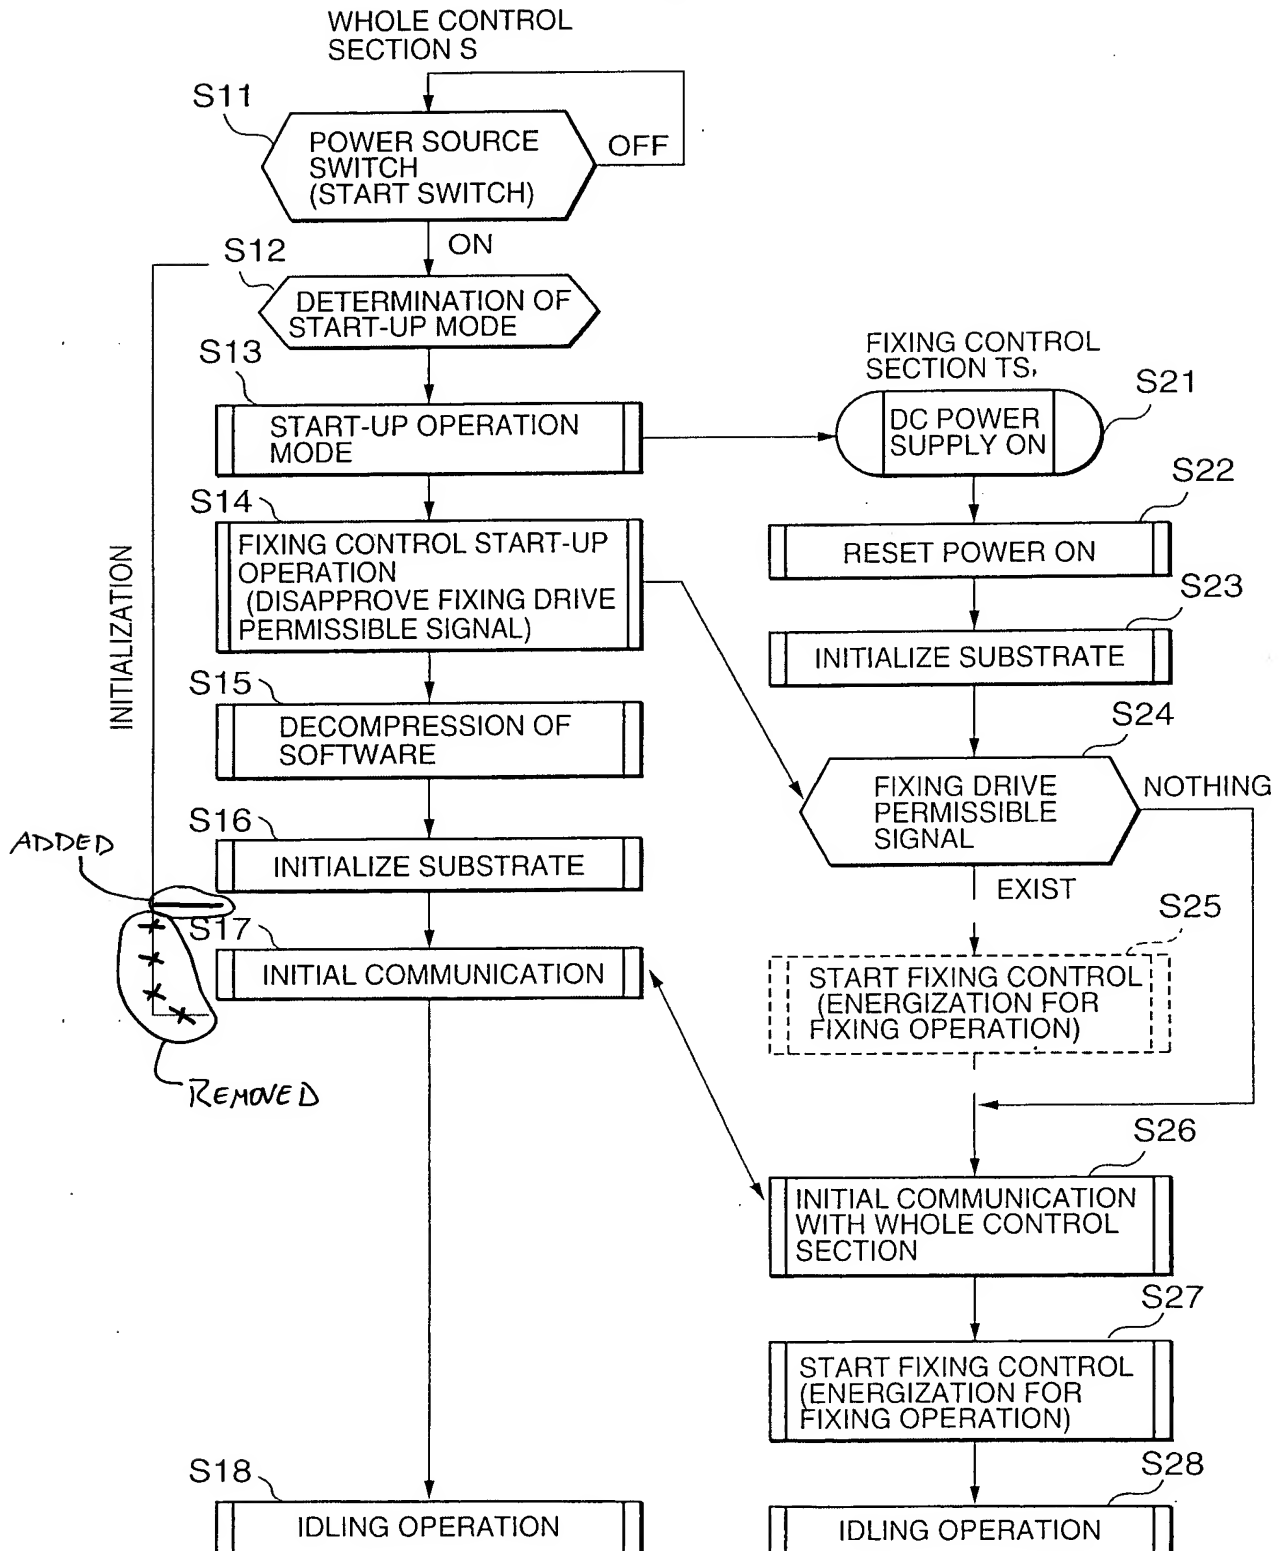 WHOLE CONTROL
SECTION S
S11
POWER SOURCE
SWITCH
(START SWITCH)
OFF
ON
S12
DETERMINATION OF
START-UP MODE
S13
START-UP OPERATION
MODE
S14
FIXING CONTROL START-UP
OPERATION
(DISAPPROVE FIXING DRIVE
PERMISSIBLE SIGNAL)
INITIALIZATION
S15
DECOMPRESSION OF
SOFTWARE
S16
INITIALIZE SUBSTRATE
ADDED
S17
INITIAL COMMUNICATION
REMOVED
S18
IDLING OPERATION
FIXING CONTROL
SECTION TS
S21
DC POWER
SUPPLY ON
S22
RESET POWER ON
S23
INITIALIZE SUBSTRATE
S24
FIXING DRIVE
PERMISSIBLE
SIGNAL
NOTHING
EXIST
S25
START FIXING CONTROL
(ENERGIZATION FOR
FIXING OPERATION)
S26
INITIAL COMMUNICATION
WITH WHOLE CONTROL
SECTION
S27
START FIXING CONTROL
(ENERGIZATION FOR
FIXING OPERATION)
S28
IDLING OPERATION